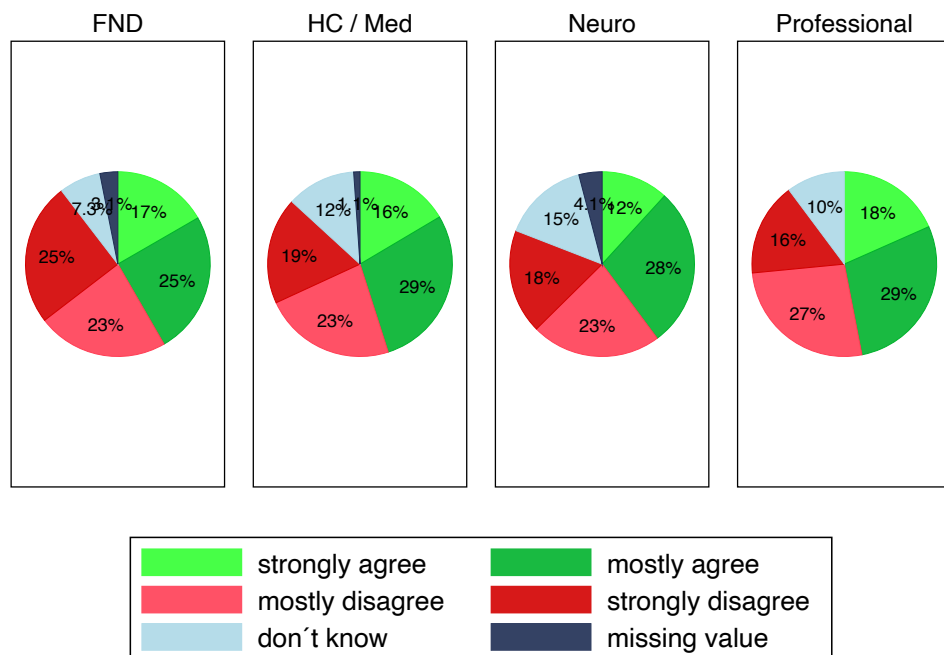 FND HC / Med Neuro Professional
3.1% 17% 25% 23% 25% 7.3%
1.1% 16% 29% 23% 19% 12%
4.1% 12% 28% 23% 18% 15%
18% 29% 27% 16% 10%
strongly agree mostly agree
mostly disagree strongly disagree
don´t know missing value